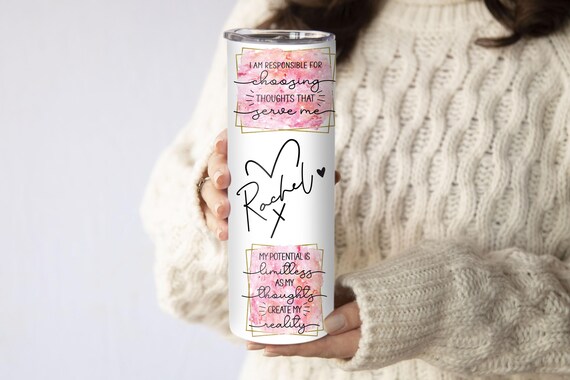 I AM RESPONSIBLE FOR
choosing
THOUGHTS THAT
serve me
Rachel
X
MY POTENTIAL IS
limitless
AS MY
thoughts
CREATE MY
reality